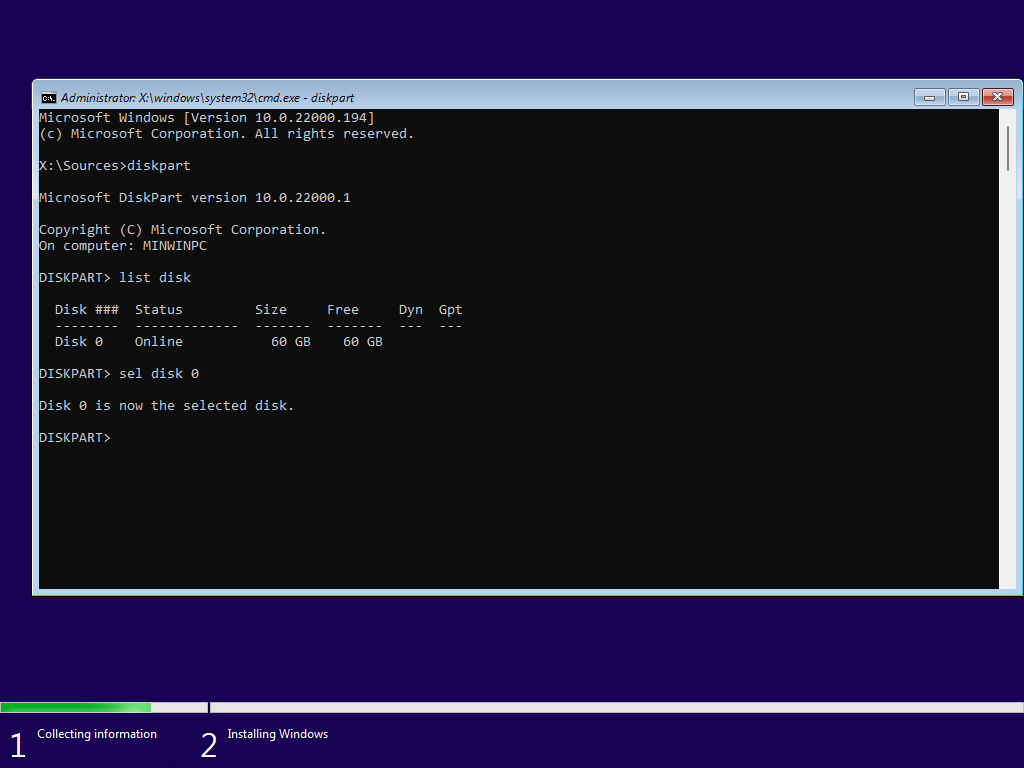 Administrator: X:\windows\system32\cmd.exe - diskpart
Microsoft Windows [Version 10.0.22000.194]
(c) Microsoft Corporation. All rights reserved.
X:\Sources>diskpart
Microsoft DiskPart version 10.0.22000.1
Copyright (C) Microsoft Corporation.
On computer: MINWINPC
DISKPART> list disk
  Disk ###  Status         Size     Free     Dyn  Gpt
  --------  -------------  -------  -------  ---  ---
  Disk 0    Online           60 GB    60 GB
DISKPART> sel disk 0
Disk 0 is now the selected disk.
DISKPART>
1 Collecting information
2 Installing Windows